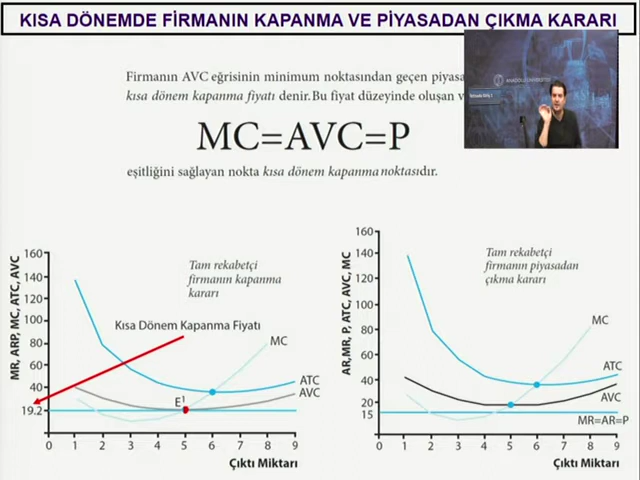 KISA DÖNEMDE FİRMANIN KAPANMA VE PİYASADAN ÇIKMA KARARI
Firmanın AVC eğrisinin minimum noktasından geçen
kısa dönem kapanma fiyatı denir. Bu fiyat düzeyinde oluşan
MC=AVC=P
eşitliğini sağlayan nokta kısa dönem kapanma noktasıdır.
MR, ARP, MC, ATC, AVC
160
140
120
100
80
60
40
19.2
0 1 2 3 4 5 6 7 8 9
Çıktı Miktarı
Tam rekabetçi
firmanın kapanma
kararı
Kısa Dönem Kapanma Fiyatı
MC
ATC
AVC
E¹
AR,MR, P, ATC, AVC, MC
160
140
120
100
80
60
40
20
15
0 1 2 3 4 5 6 7 8 9
Çıktı Miktarı
Tam rekabetçi
firmanın piyasadan
çıkma kararı
MC
ATC
AVC
MR=AR=P